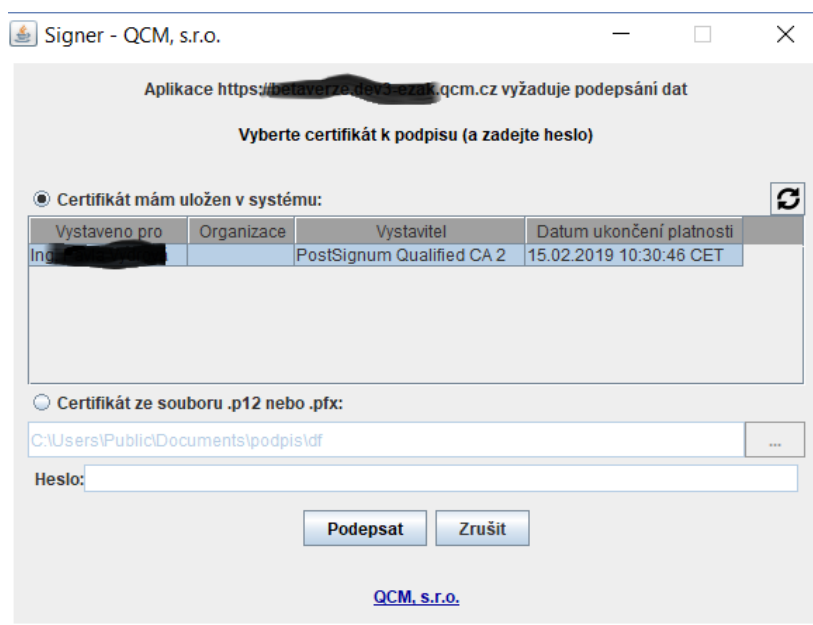 Signer - QCM, s.r.o.
Aplikace https:// .qcm.cz vyžaduje podepsání dat
Vyberte certifikát k podpisu (a zadejte heslo)
Certifikát mám uložen v systému:
Vystaveno pro Organizace Vystavitel Datum ukončení platnosti
Ing. PostSignum Qualified CA 2 15.02.2019 10:30:46 CET
Certifikát ze souboru .p12 nebo .pfx:
C:\Users\Public\Documents\podpis\df ...
Heslo:
Podepsat Zrušit
QCM, s.r.o.